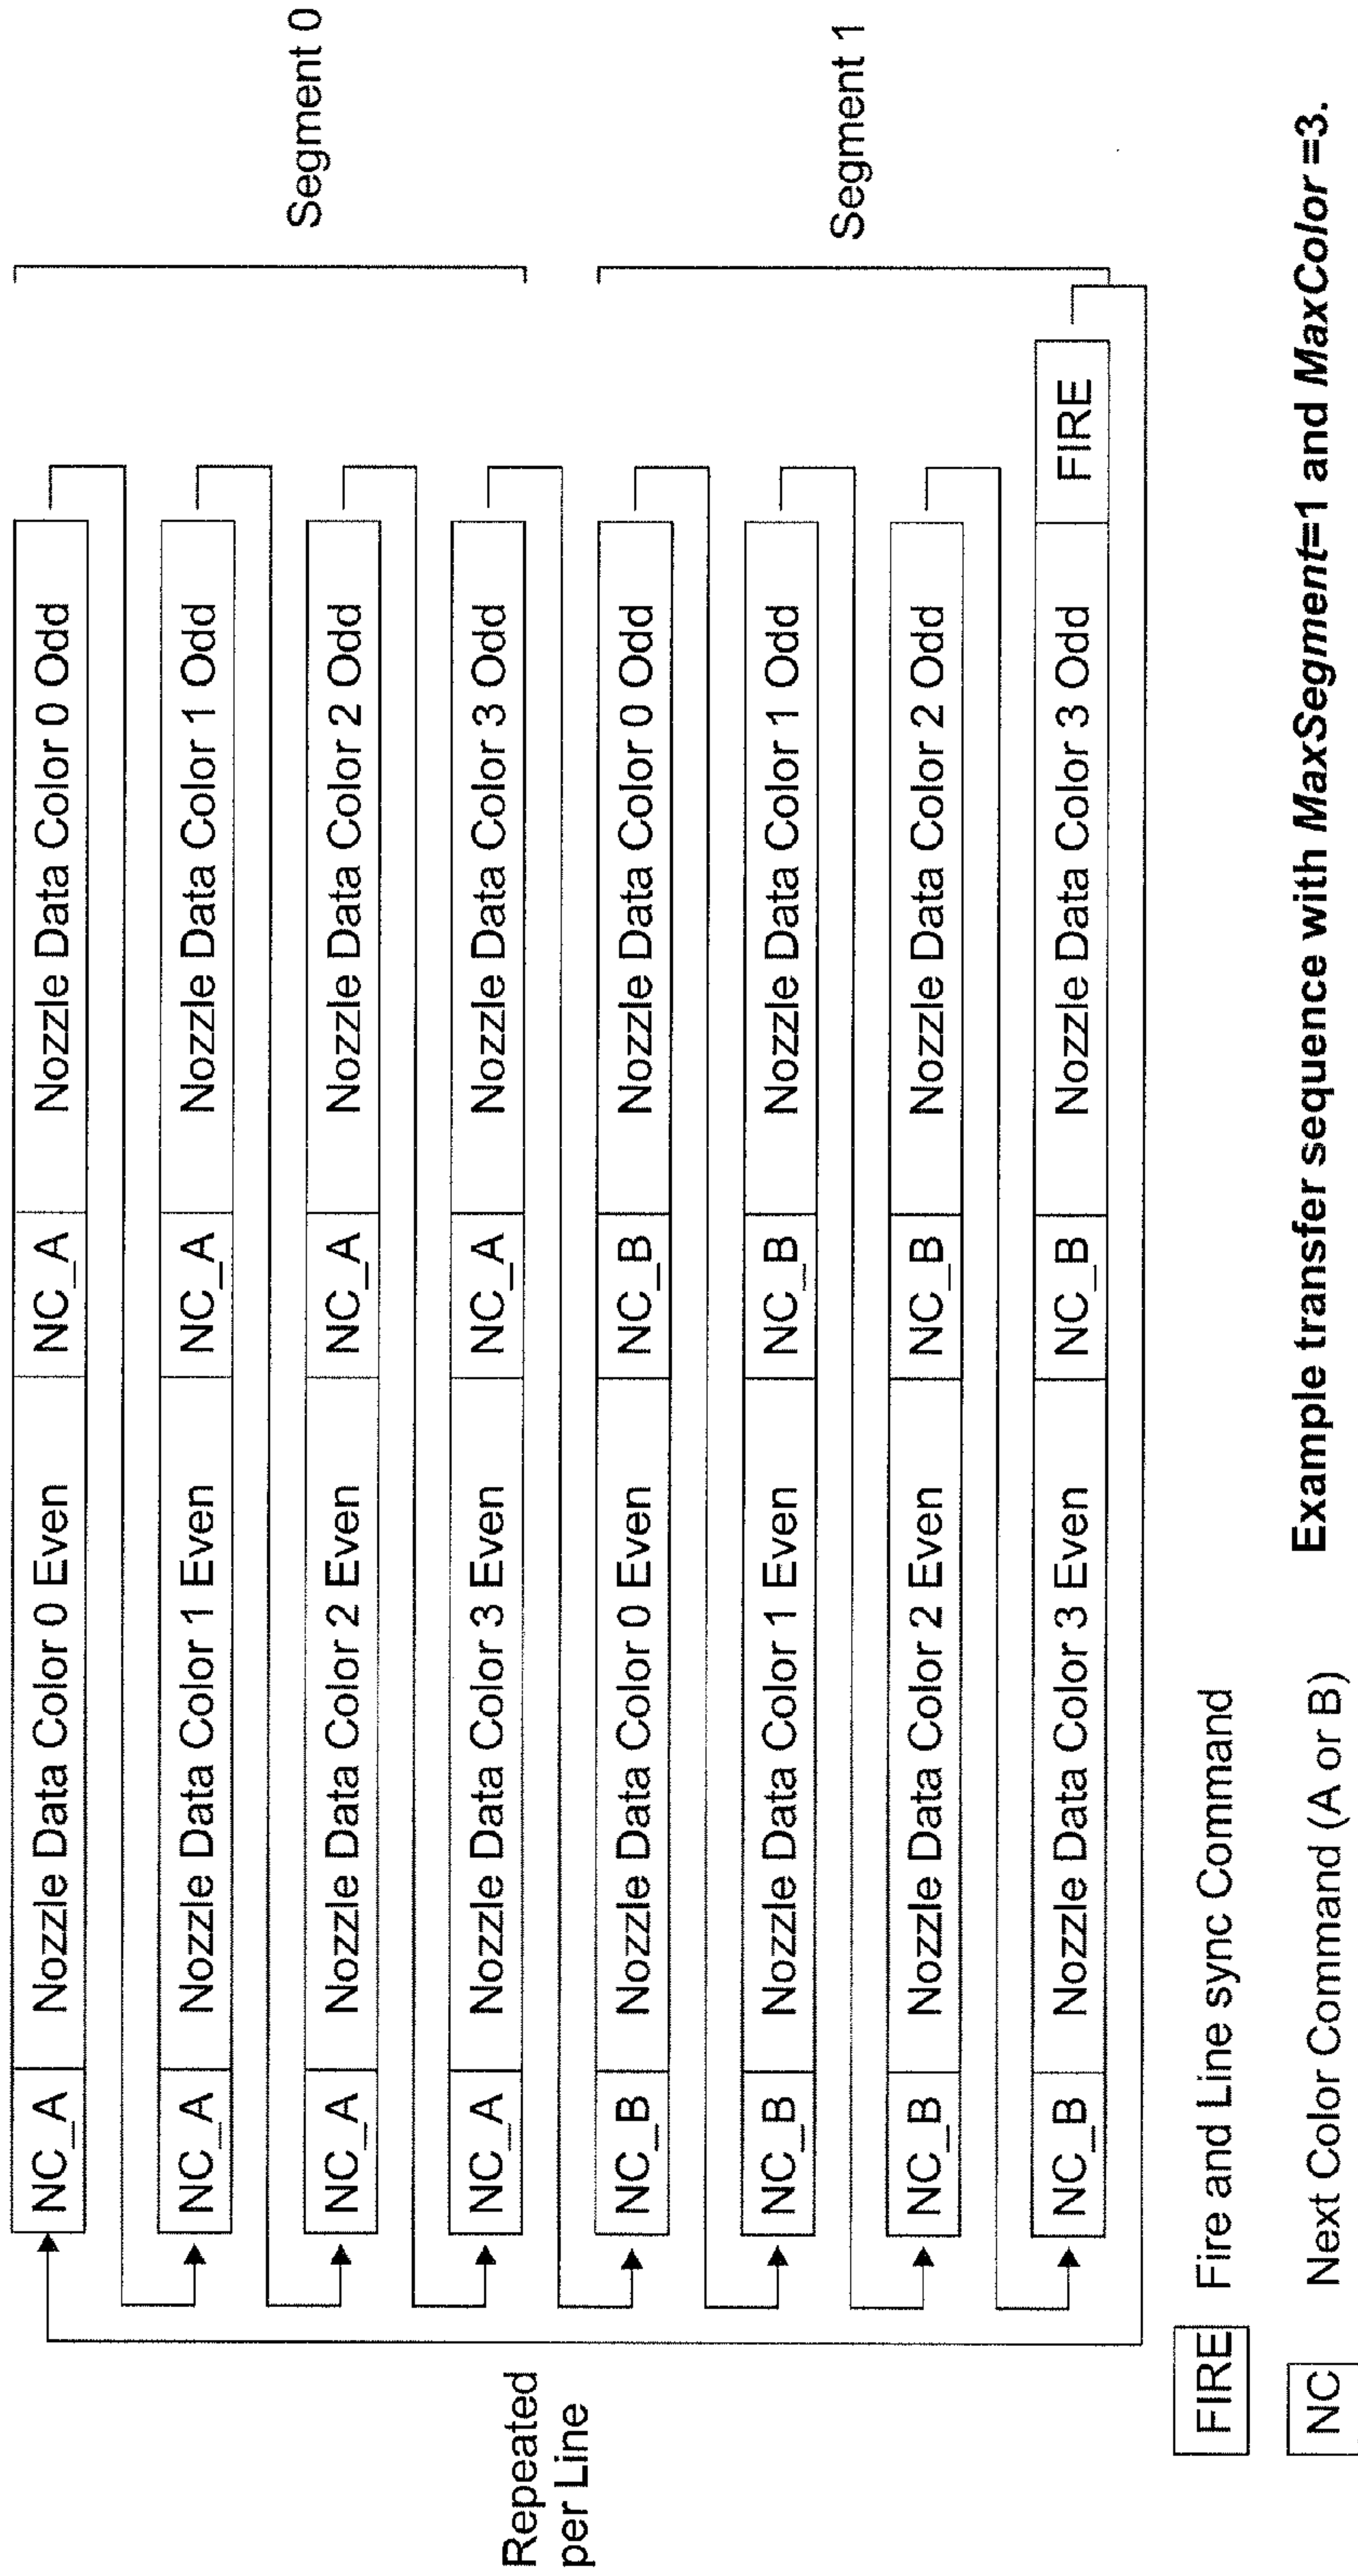 NC_A Nozzle Data Color 0 Even NC_A Nozzle Data Color 0 Odd
NC_A Nozzle Data Color 1 Even NC_A Nozzle Data Color 1 Odd
NC_A Nozzle Data Color 2 Even NC_A Nozzle Data Color 2 Odd
NC_A Nozzle Data Color 3 Even NC_A Nozzle Data Color 3 Odd
Segment 0
NC_B Nozzle Data Color 0 Even NC_B Nozzle Data Color 0 Odd
NC_B Nozzle Data Color 1 Even NC_B Nozzle Data Color 1 Odd
NC_B Nozzle Data Color 2 Even NC_B Nozzle Data Color 2 Odd
NC_B Nozzle Data Color 3 Even NC_B Nozzle Data Color 3 Odd FIRE
Segment 1
Repeated
per Line
FIRE Fire and Line sync Command
NC Next Color Command (A or B)
Example transfer sequence with MaxSegment=1 and MaxColor =3.